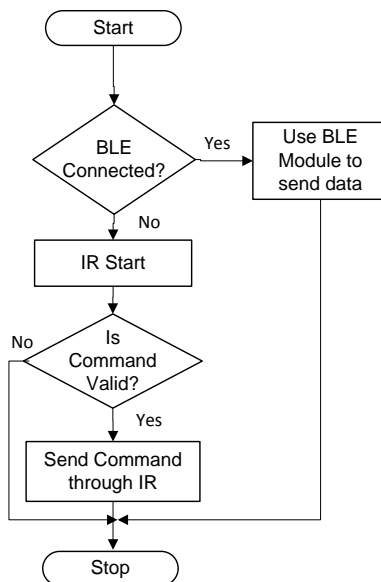 Start
BLE
Connected?
Yes
Use BLE
Module to
send data
No
IR Start
No
Is
Command
Valid?
Yes
Send Command
through IR
Stop